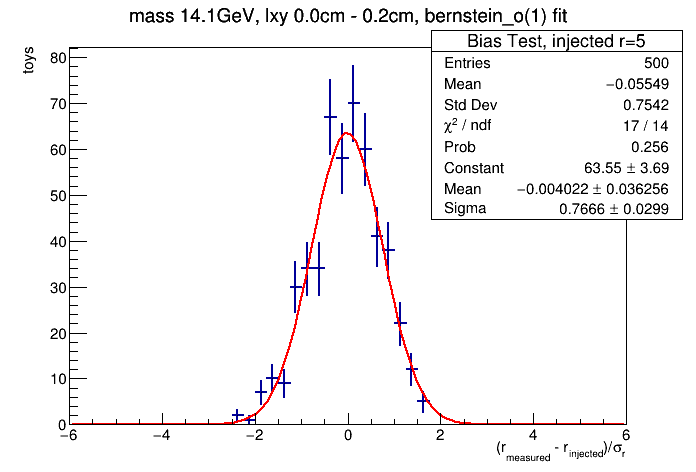 mass 14.1GeV, lxy 0.0cm - 0.2cm, bernstein_o(1) fit
Bias Test, injected r=5
Entries 500
Mean −0.05549
Std Dev 0.7542
χ² / ndf 17 / 14
Prob 0.256
Constant 63.55 ± 3.69
Mean −0.004022 ± 0.036256
Sigma 0.7666 ± 0.0299
toys
80
70
60
50
40
30
20
10
0
−6 −4 −2 0 2 4 6
(r_measured - r_injected)/σ_r